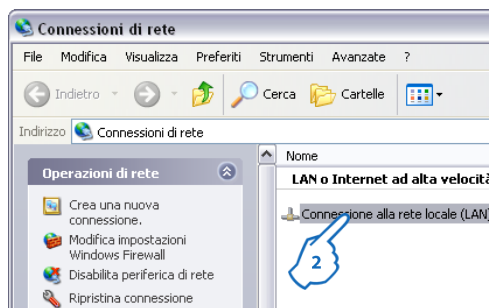 Connessioni di rete
File Modifica Visualizza Preferiti Strumenti Avanzate ?
Indietro Cerca Cartelle
Indirizzo Connessioni di rete
Operazioni di rete
Crea una nuova
connessione.
Modifica impostazioni
Windows Firewall
Disabilita periferica di rete
Ripristina connessione
Nome
LAN o Internet ad alta velocità
Connessione alla rete locale (LAN)
2